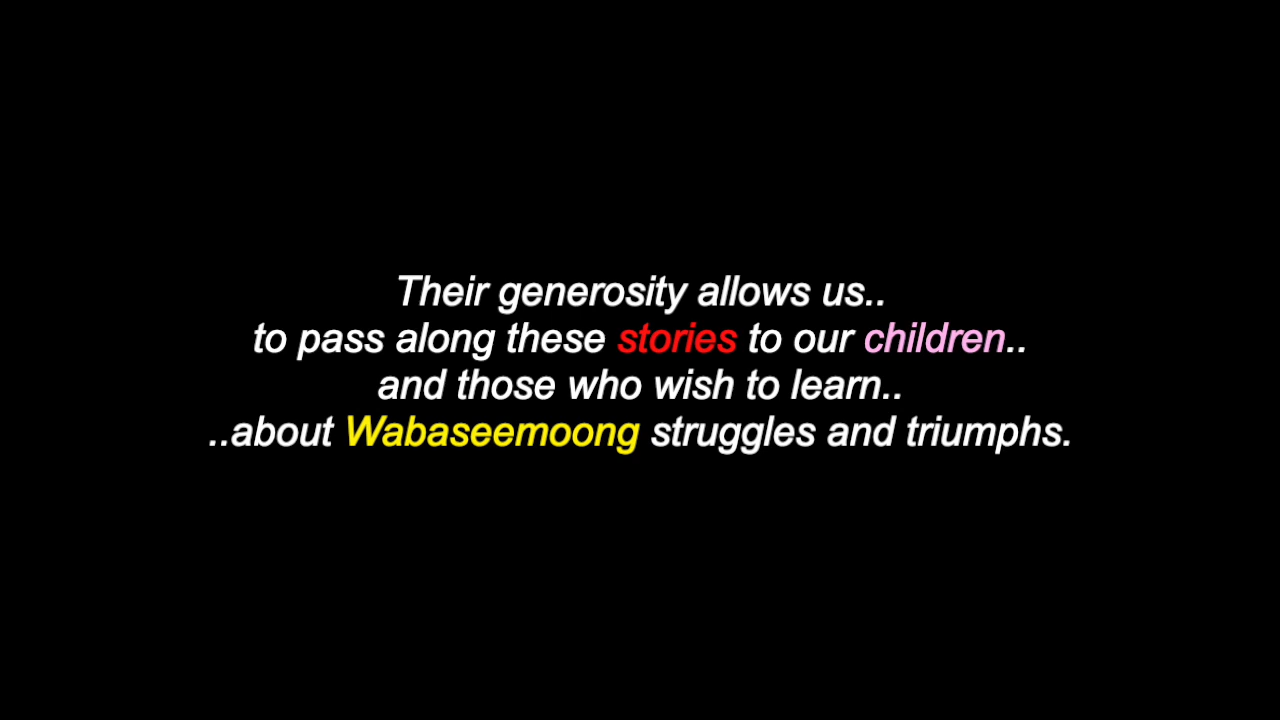 Their generosity allows us..
to pass along these stories to our children..
and those who wish to learn..
..about Wabaseemoong struggles and triumphs.